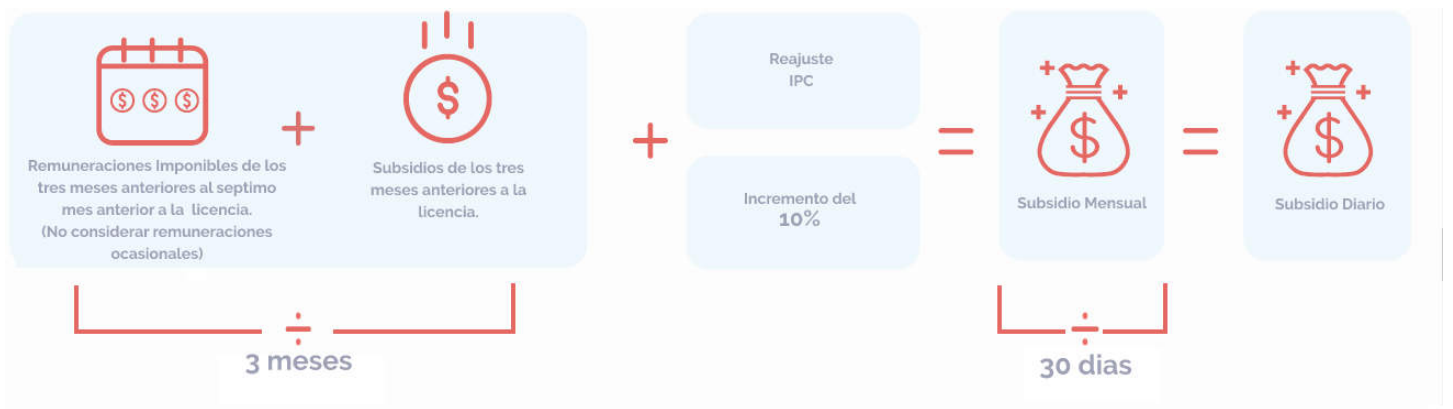 Remuneraciones Imponibles de los
tres meses anteriores al septimo
mes anterior a la licencia.
(No considerar remuneraciones
ocasionales)
Subsidios de los tres
meses anteriores a la
licencia.
3 meses
Reajuste
IPC
Incremento del
10%
Subsidio Mensual
30 dias
Subsidio Diario